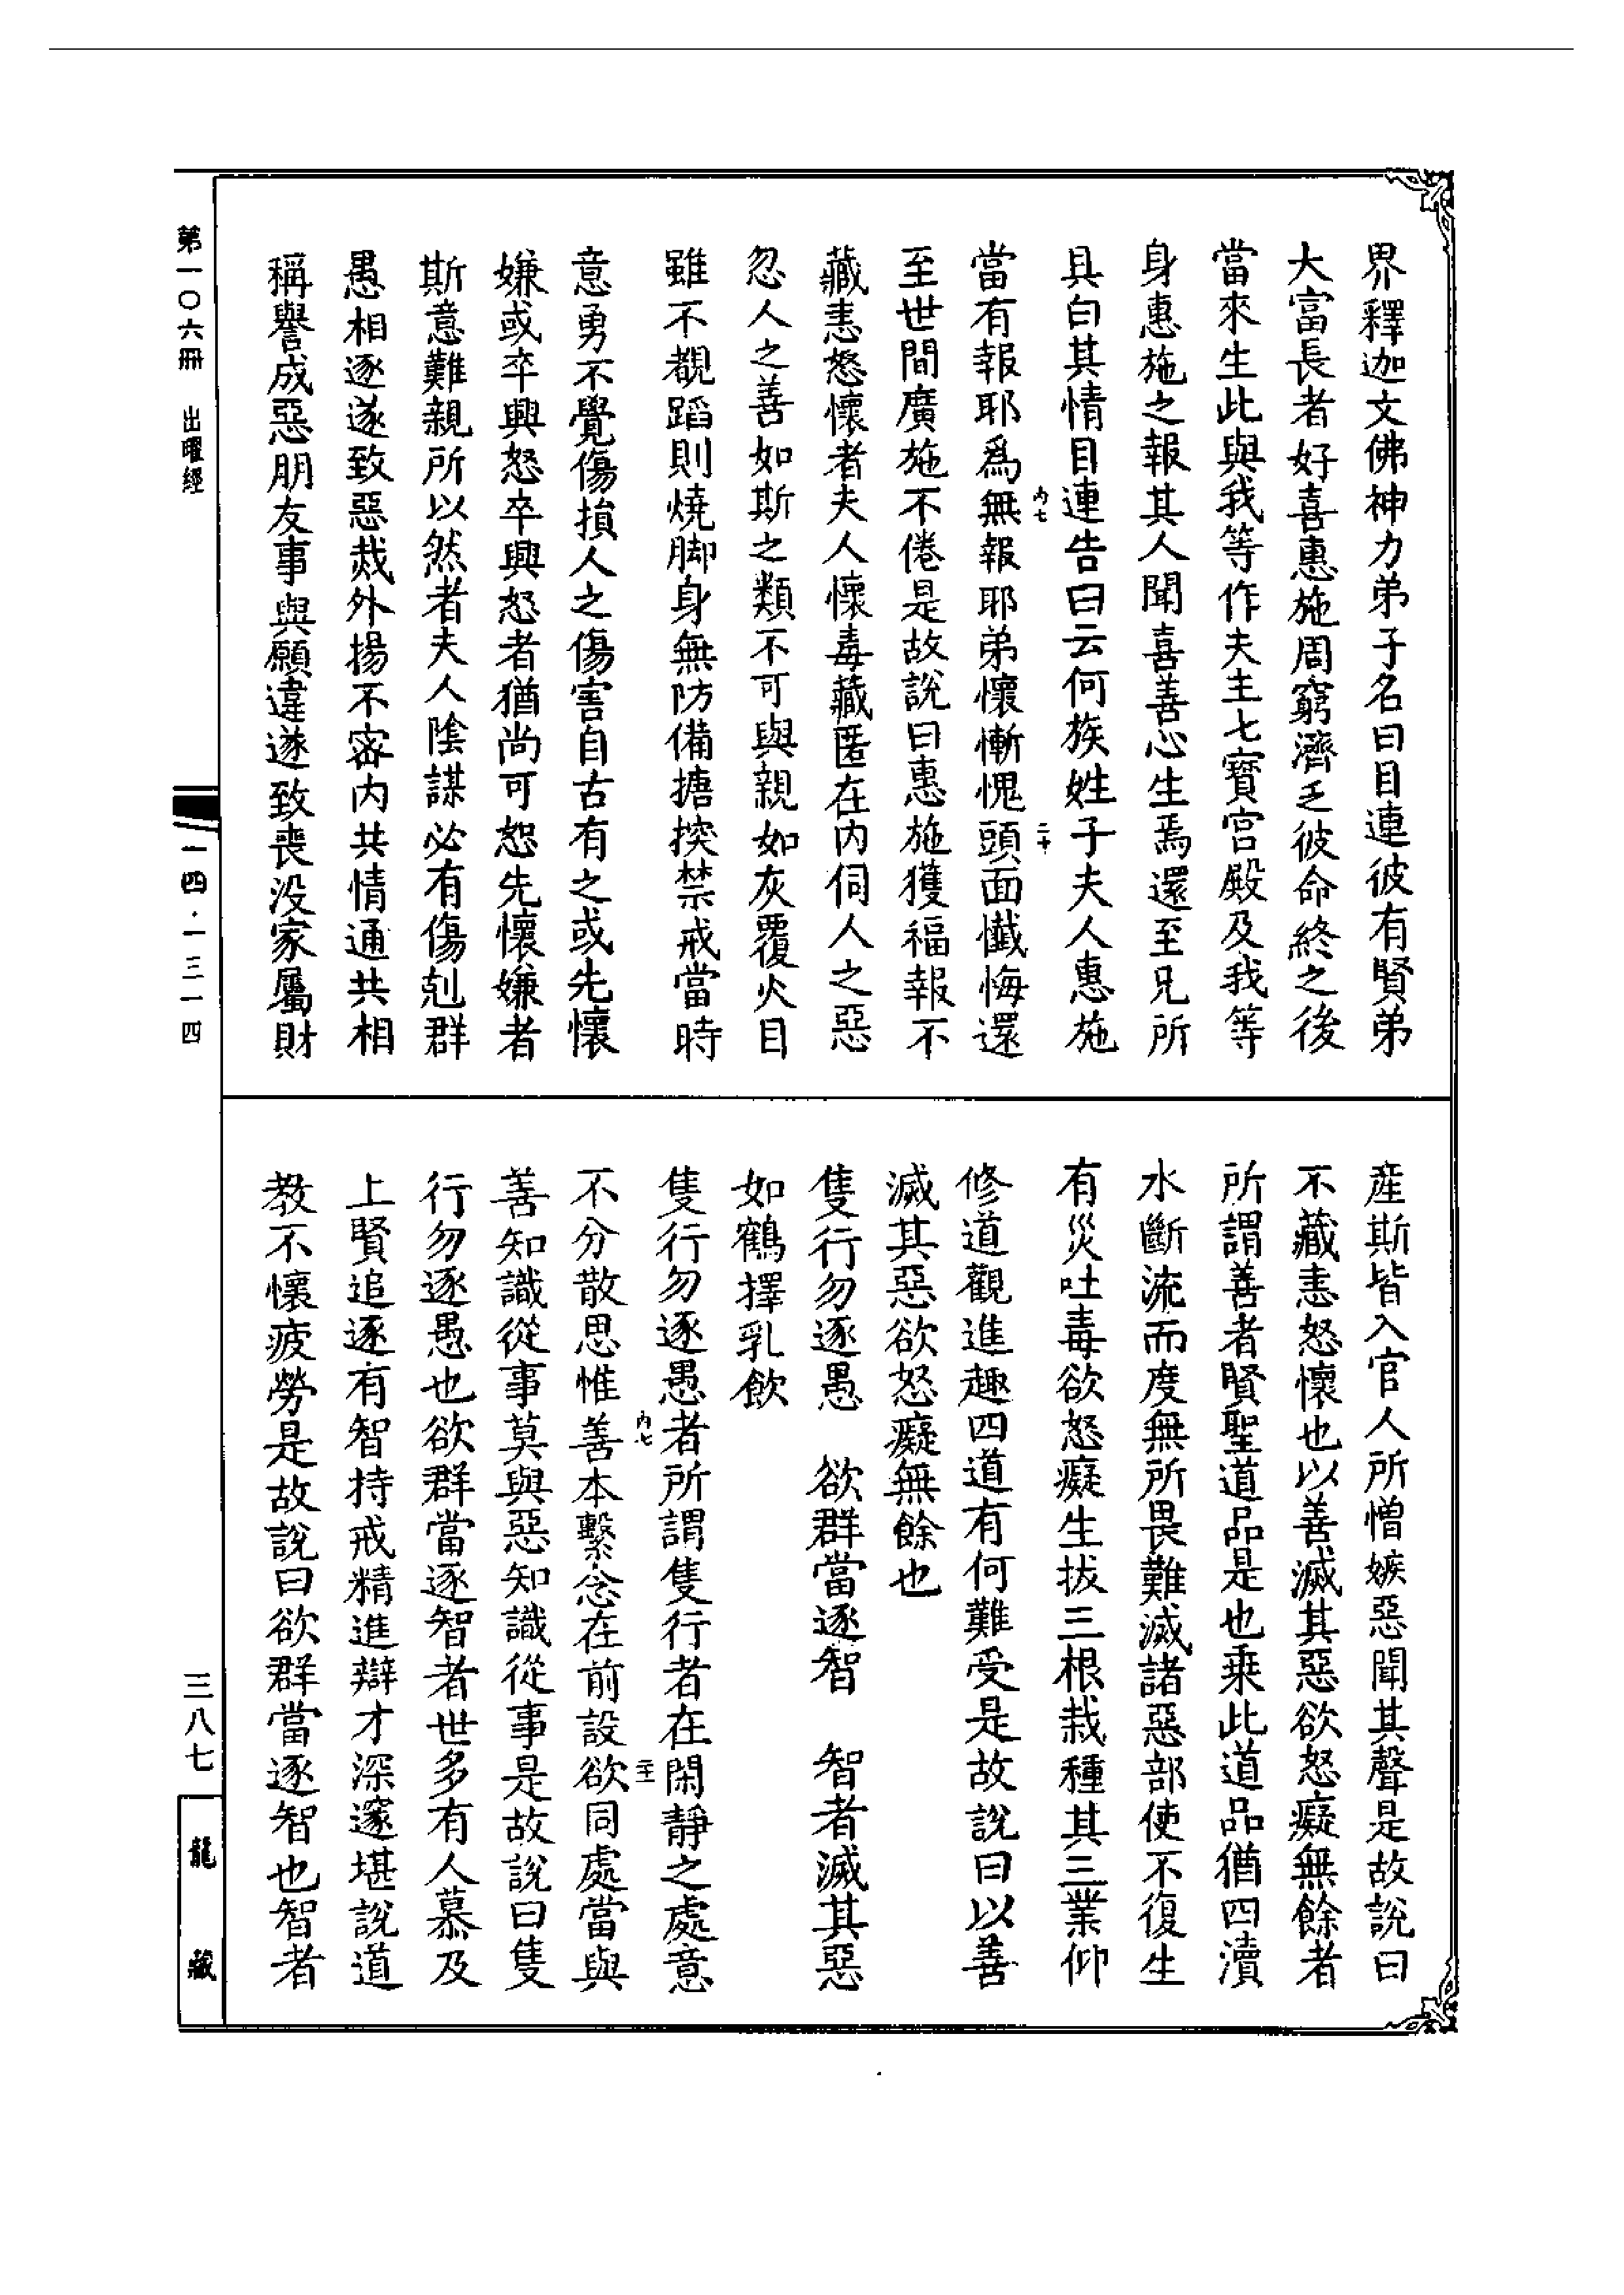 界釋迦文佛神力弟子名曰目連彼有賢弟
大富長者好喜惠施周窮濟乏彼命終之後
當來生此與我等作夫主七寶宮殿及我等
身惠施之報其人聞喜善心生焉還至兄所
具白其情目連告曰云何族姓子夫人惠施
內七
二十
當有報耶爲無報耶弟懷慚愧頭面懺悔還
至世間廣施不倦是故說曰惠施獲福報不
藏恚怒懷者夫人懷毒藏匿在内伺人之惡
忽人之善如斯之類不可與親如灰覆火目
雖不覩蹈則燒脚身無防備搪揬禁戒當時
意勇不覺傷損人之傷害自古有之或先懷
嫌或卒興怒卒興怒者猶尚可恕先懷嫌者
斯意難親所以然者夫人陰謀必有傷剋群
愚相逐遂致惡烖外揚不密内共情通共相
稱譽成惡朋友事與願違遂致喪沒家屬財
產斯皆入官人所憎嫉惡聞其聲是故說曰
不藏恚怒懷也以善滅其惡欲怒癡無餘者
所謂善者賢聖道品是也乘此道品猶四瀆
水斷流而度無所畏難滅諸惡部使不復生
有災吐毒欲怒癡生拔三根栽種其三業仰
修道觀進趣四道有何難受是故說曰以善
滅其惡欲怒癡無餘也
隻行勿逐愚　欲群當逐智　智者滅其惡
如鶴擇乳飲
隻行勿逐愚者所謂隻行者在閑靜之處意
內七
二十一
不分散思惟善本繫念在前設欲同處當與
善知識從事莫與惡知識從事是故說曰隻
行勿逐愚也欲群當逐智者世多有人慕及
上賢追逐有智持戒精進辯才深邃堪說道
教不懷疲勞是故說曰欲群當逐智也智者
第一〇六冊　出曜經
一四·一三一四
三八七
龍藏